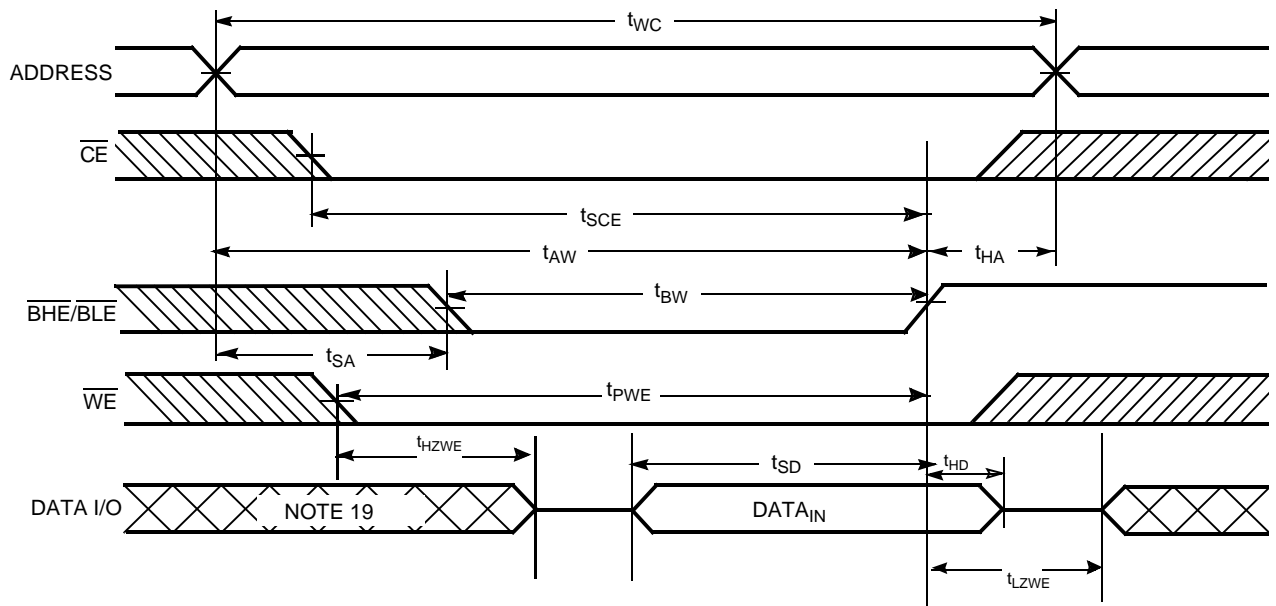 tWC
ADDRESS
CE
tSCE
tAW
tHA
tBW
BHE/BLE
tSA
tPWE
WE
tHZWE
tSD
tHD
DATA I/O
NOTE 19
DATAIN
tLZWE